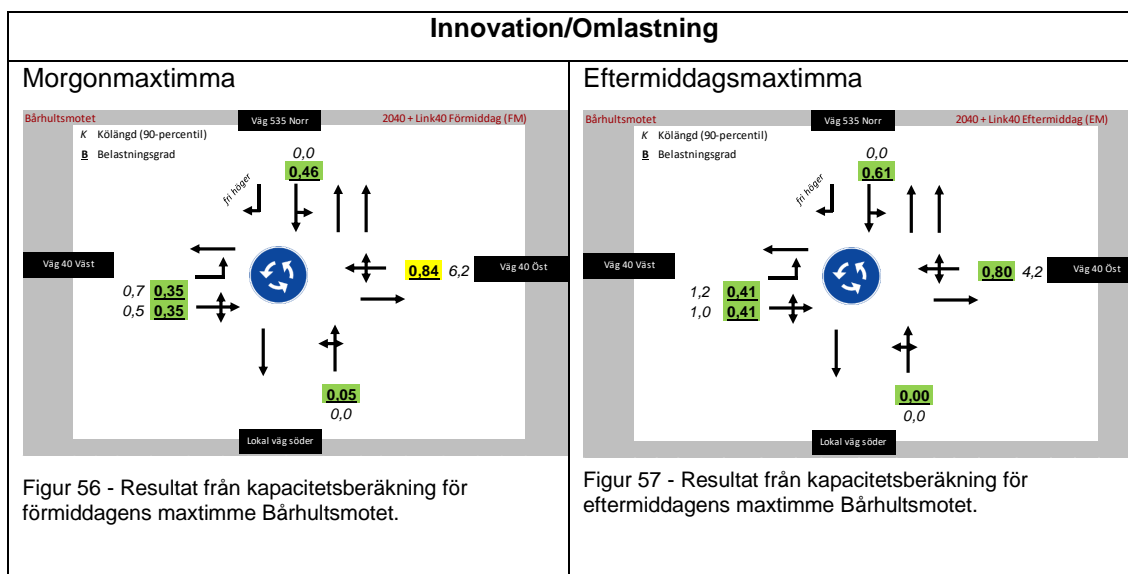 Innovation/Omlastning
Morgonmaxtimma
Bårhultsmotet
2040 + Link40 Förmiddag (FM)
Väg 535 Norr
K Kölängd (90-percentil)
B Belastningsgrad
0,0
0,46
fri höger
Väg 40 Väst
0,84 6,2
Väg 40 Öst
0,7 0,35
0,5 0,35
0,05
0,0
Lokal väg söder
Figur 56 - Resultat från kapacitetsberäkning för
förmiddagens maxtimme Bårhultsmotet.
Eftermiddagsmaxtimma
Bårhultsmotet
2040 + Link40 Eftermiddag (EM)
Väg 535 Norr
K Kölängd (90-percentil)
B Belastningsgrad
0,0
0,61
fri höger
Väg 40 Väst
0,80 4,2
Väg 40 Öst
1,2 0,41
1,0 0,41
0,00
0,0
Lokal väg söder
Figur 57 - Resultat från kapacitetsberäkning för
eftermiddagens maxtimme Bårhultsmotet.